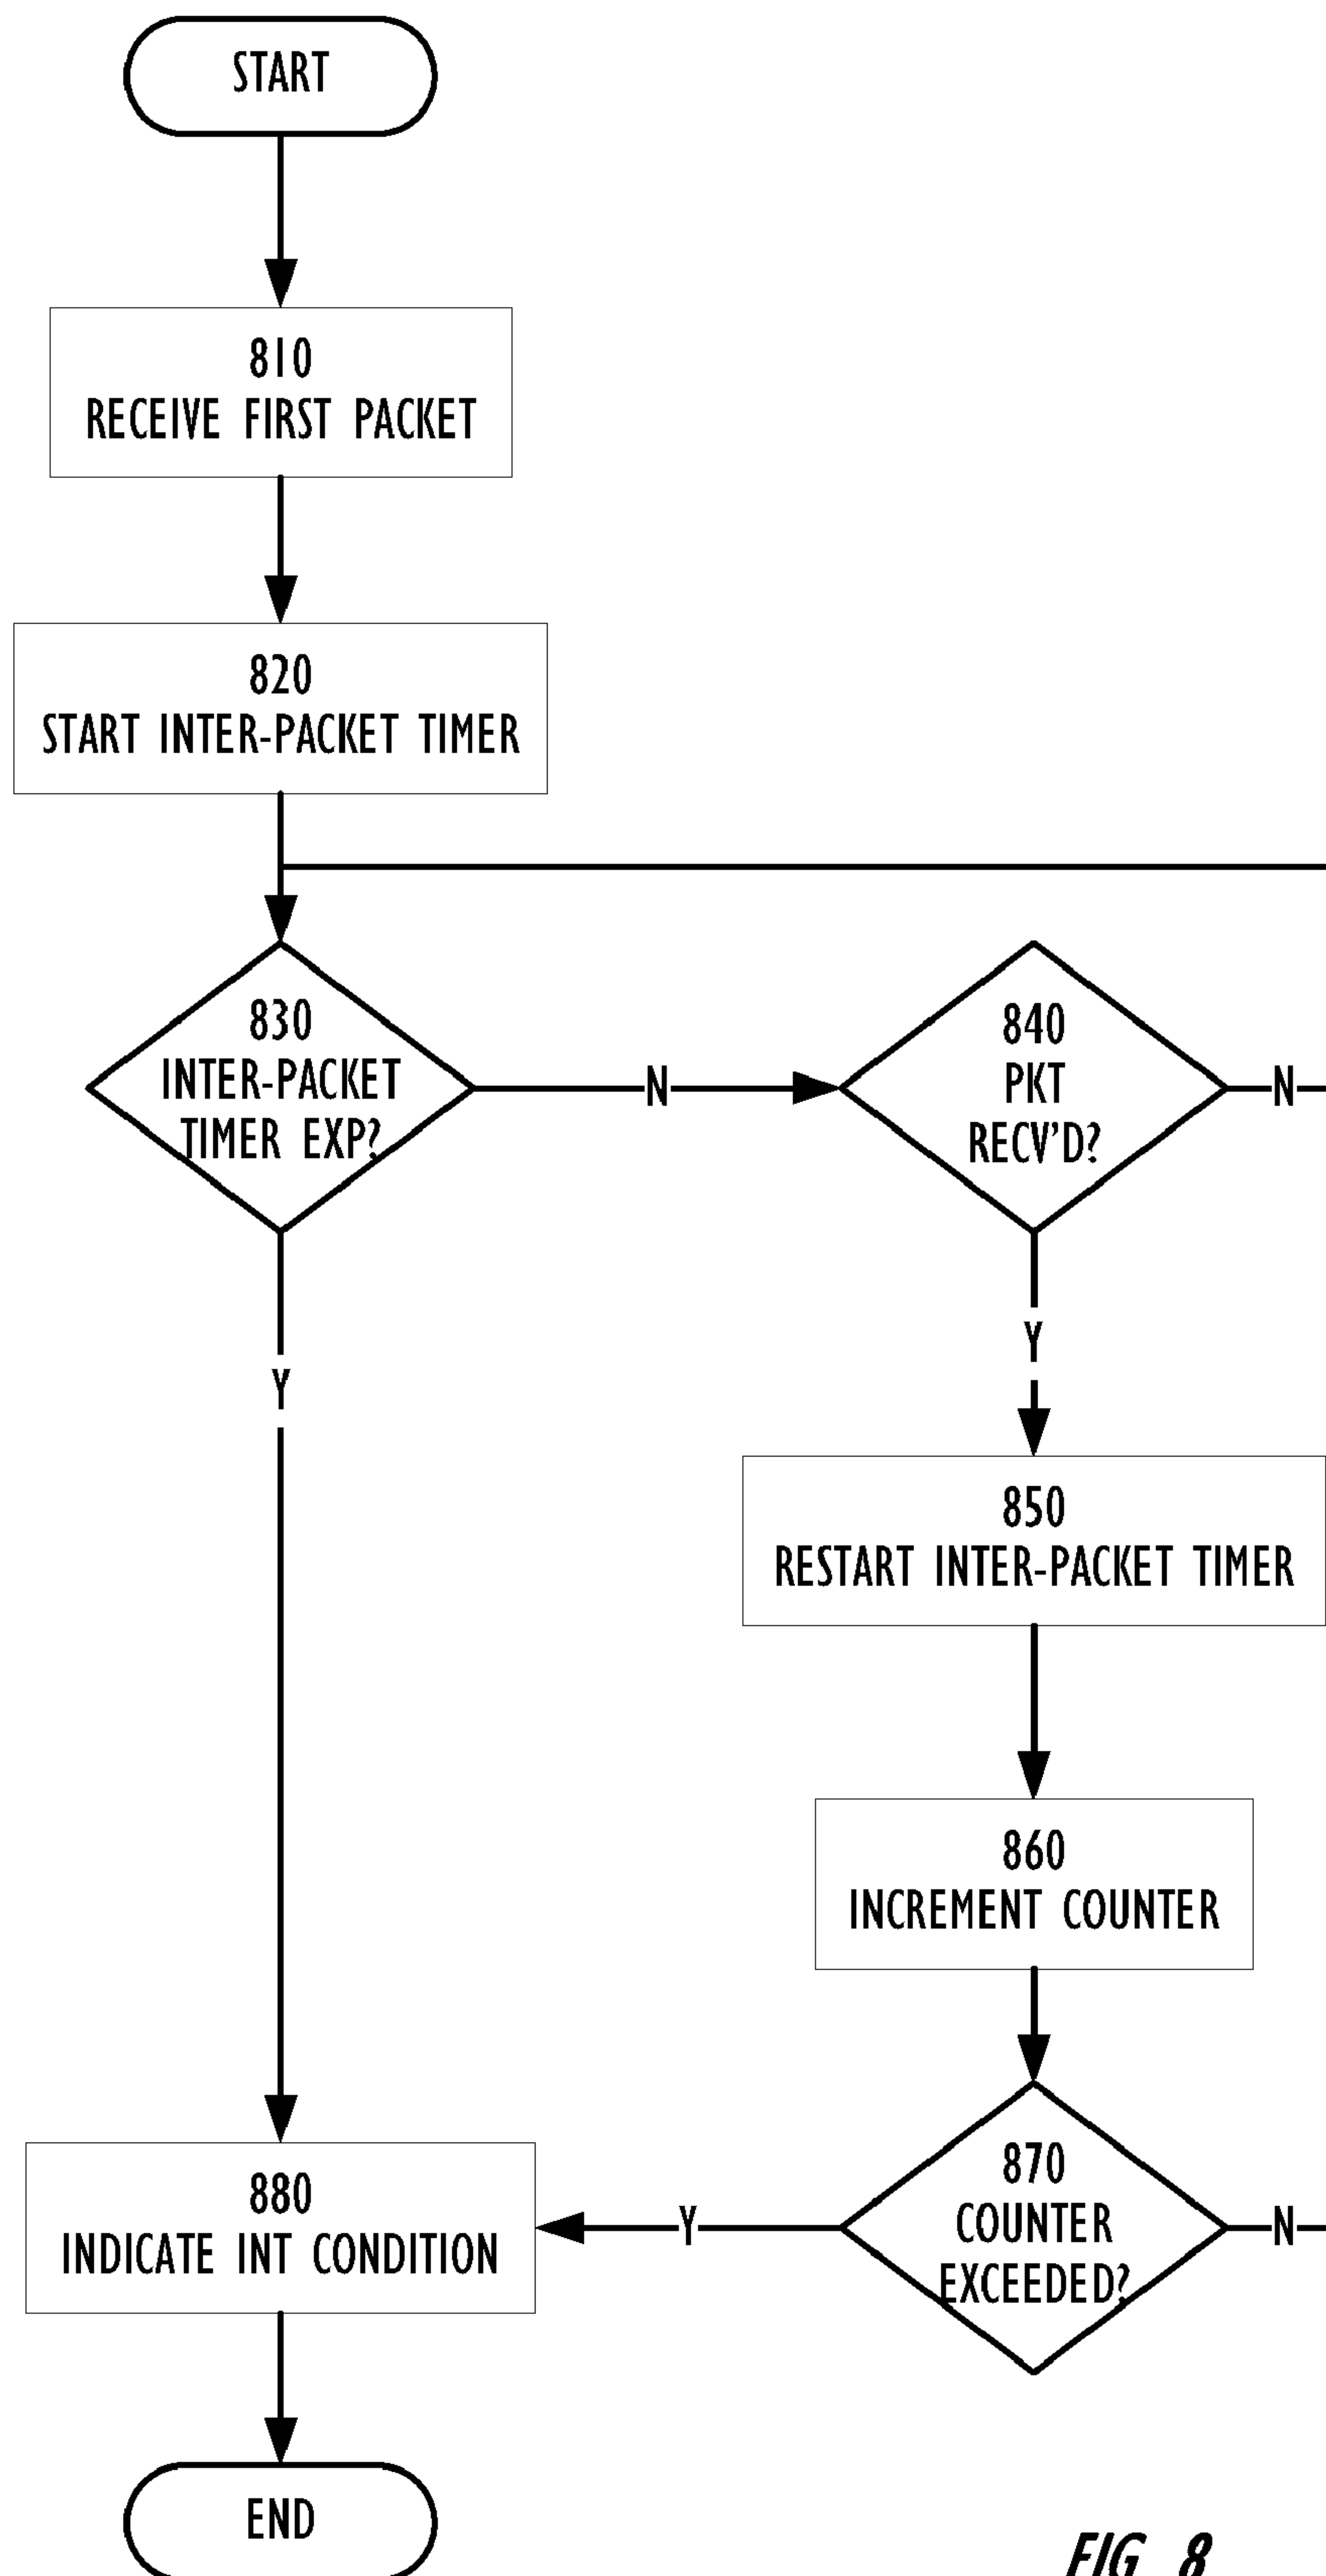 START
810
RECEIVE FIRST PACKET
820
START INTER-PACKET TIMER
830
INTER-PACKET
TIMER EXP?
N
840
PKT
RECV'D?
N
Y
Y
850
RESTART INTER-PACKET TIMER
860
INCREMENT COUNTER
870
COUNTER
EXCEEDED?
N
Y
880
INDICATE INT CONDITION
END
FIG 8